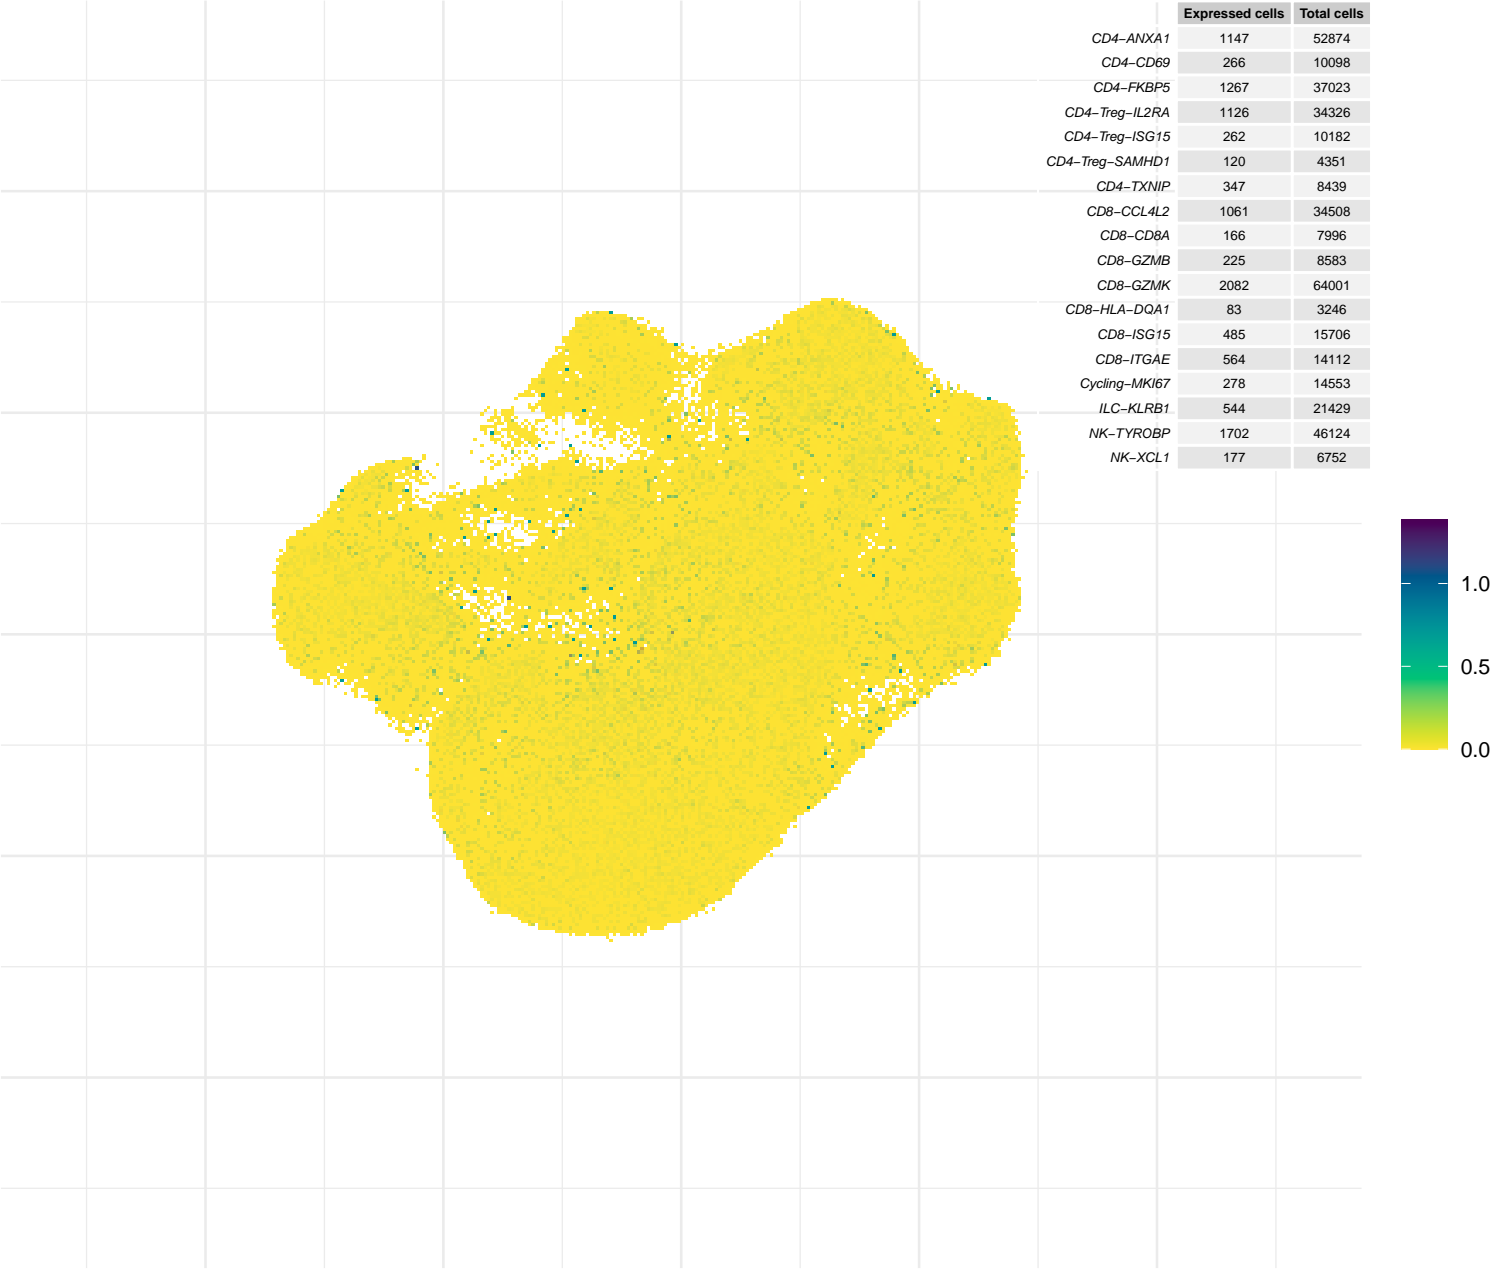 Expressed cells Total cells
CD4−ANXA1 1147 52874
CD4−CD69 266 10098
CD4−FKBP5 1267 37023
CD4−Treg−IL2RA 1126 34326
CD4−Treg−ISG15 262 10182
CD4−Treg−SAMHD1 120 4351
CD4−TXNIP 347 8439
CD8−CCL4L2 1061 34508
CD8−CD8A 166 7996
CD8−GZMB 225 8583
CD8−GZMK 2082 64001
CD8−HLA−DQA1 83 3246
CD8−ISG15 485 15706
CD8−ITGAE 564 14112
Cycling−MKI67 278 14553
ILC−KLRB1 544 21429
NK−TYROBP 1702 46124
NK−XCL1 177 6752
1.0
0.5
0.0